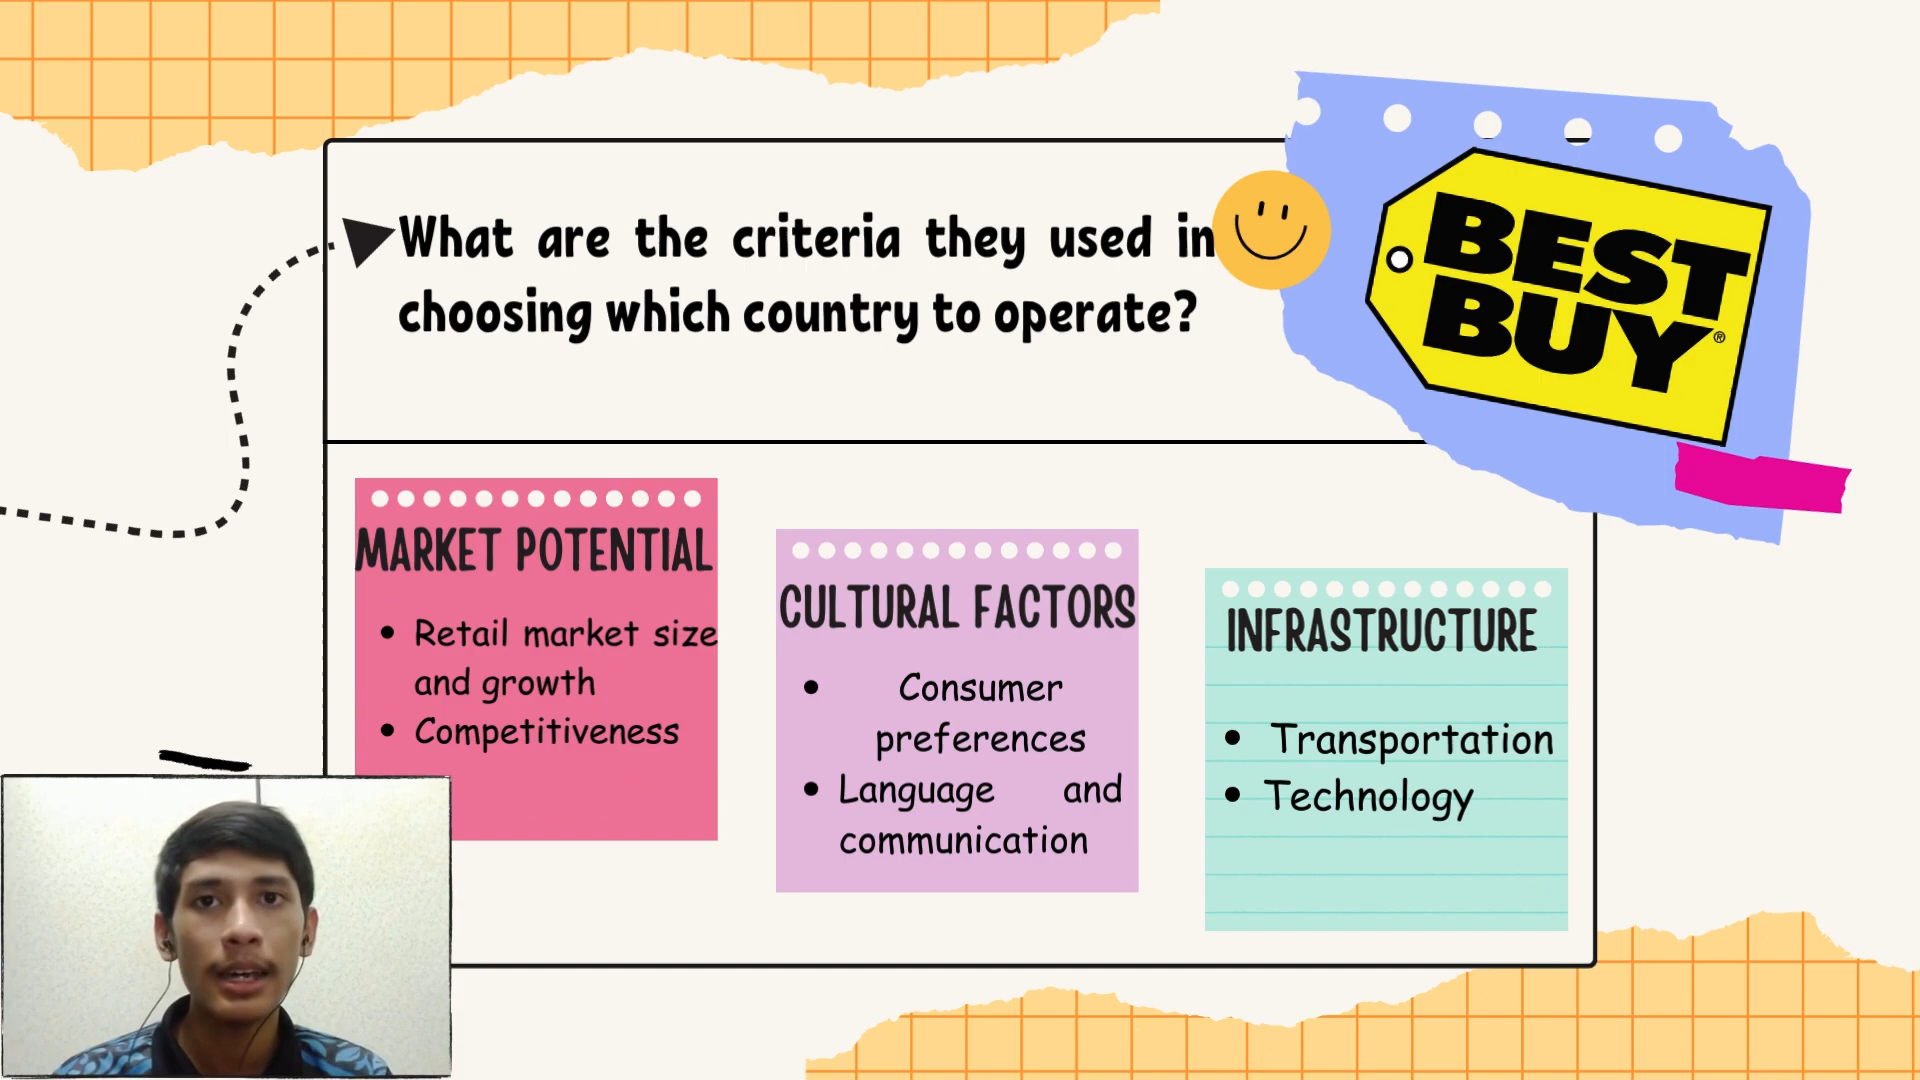 What are the criteria they used in
choosing which country to operate?
BEST
BUY®
MARKET POTENTIAL
• Retail market size
and growth
• Competitiveness
CULTURAL FACTORS
• Consumer
preferences
• Language and
communication
INFRASTRUCTURE
• Transportation
• Technology